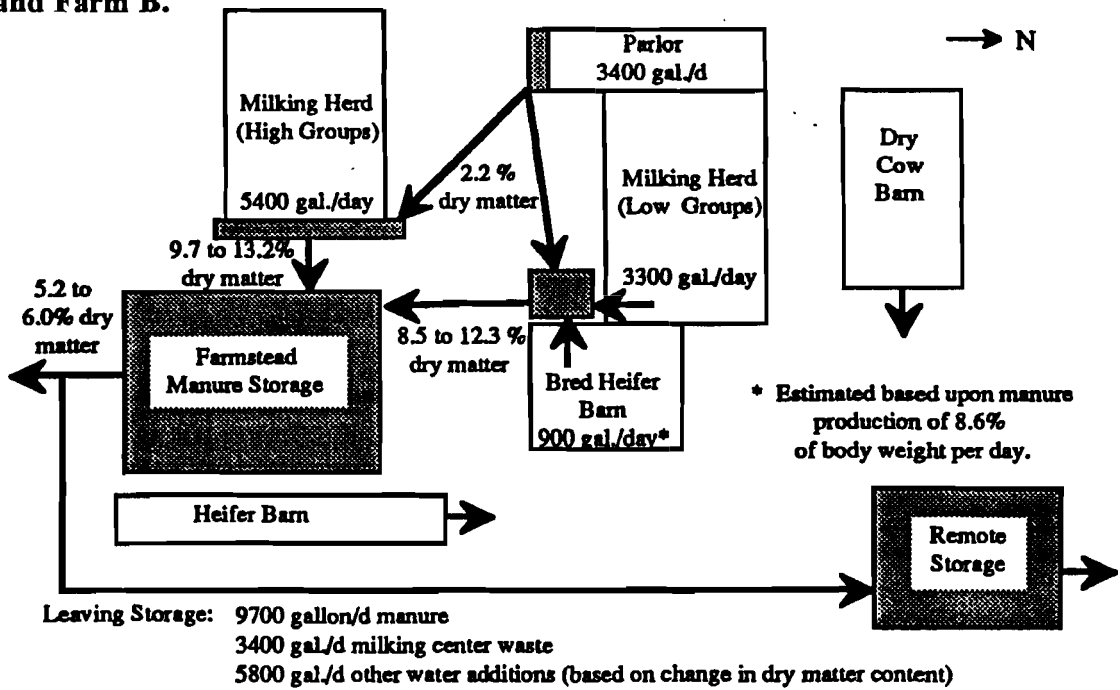 and Farm B.
Parlor
3400 gal./d
N
Milking Herd
(High Groups)
5400 gal./day
2.2 %
dry matter
Milking Herd
(Low Groups)
3300 gal./day
Dry
Cow
Barn
9.7 to 13.2%
dry matter
5.2 to
6.0% dry
matter
Farmstead
Manure Storage
8.5 to 12.3 %
dry matter
Bred Heifer
Barn
900 gal./day*
* Estimated based upon manure
production of 8.6%
of body weight per day.
Heifer Barn
Remote
Storage
Leaving Storage: 9700 gallon/d manure
3400 gal./d milking center waste
5800 gal./d other water additions (based on change in dry matter content)